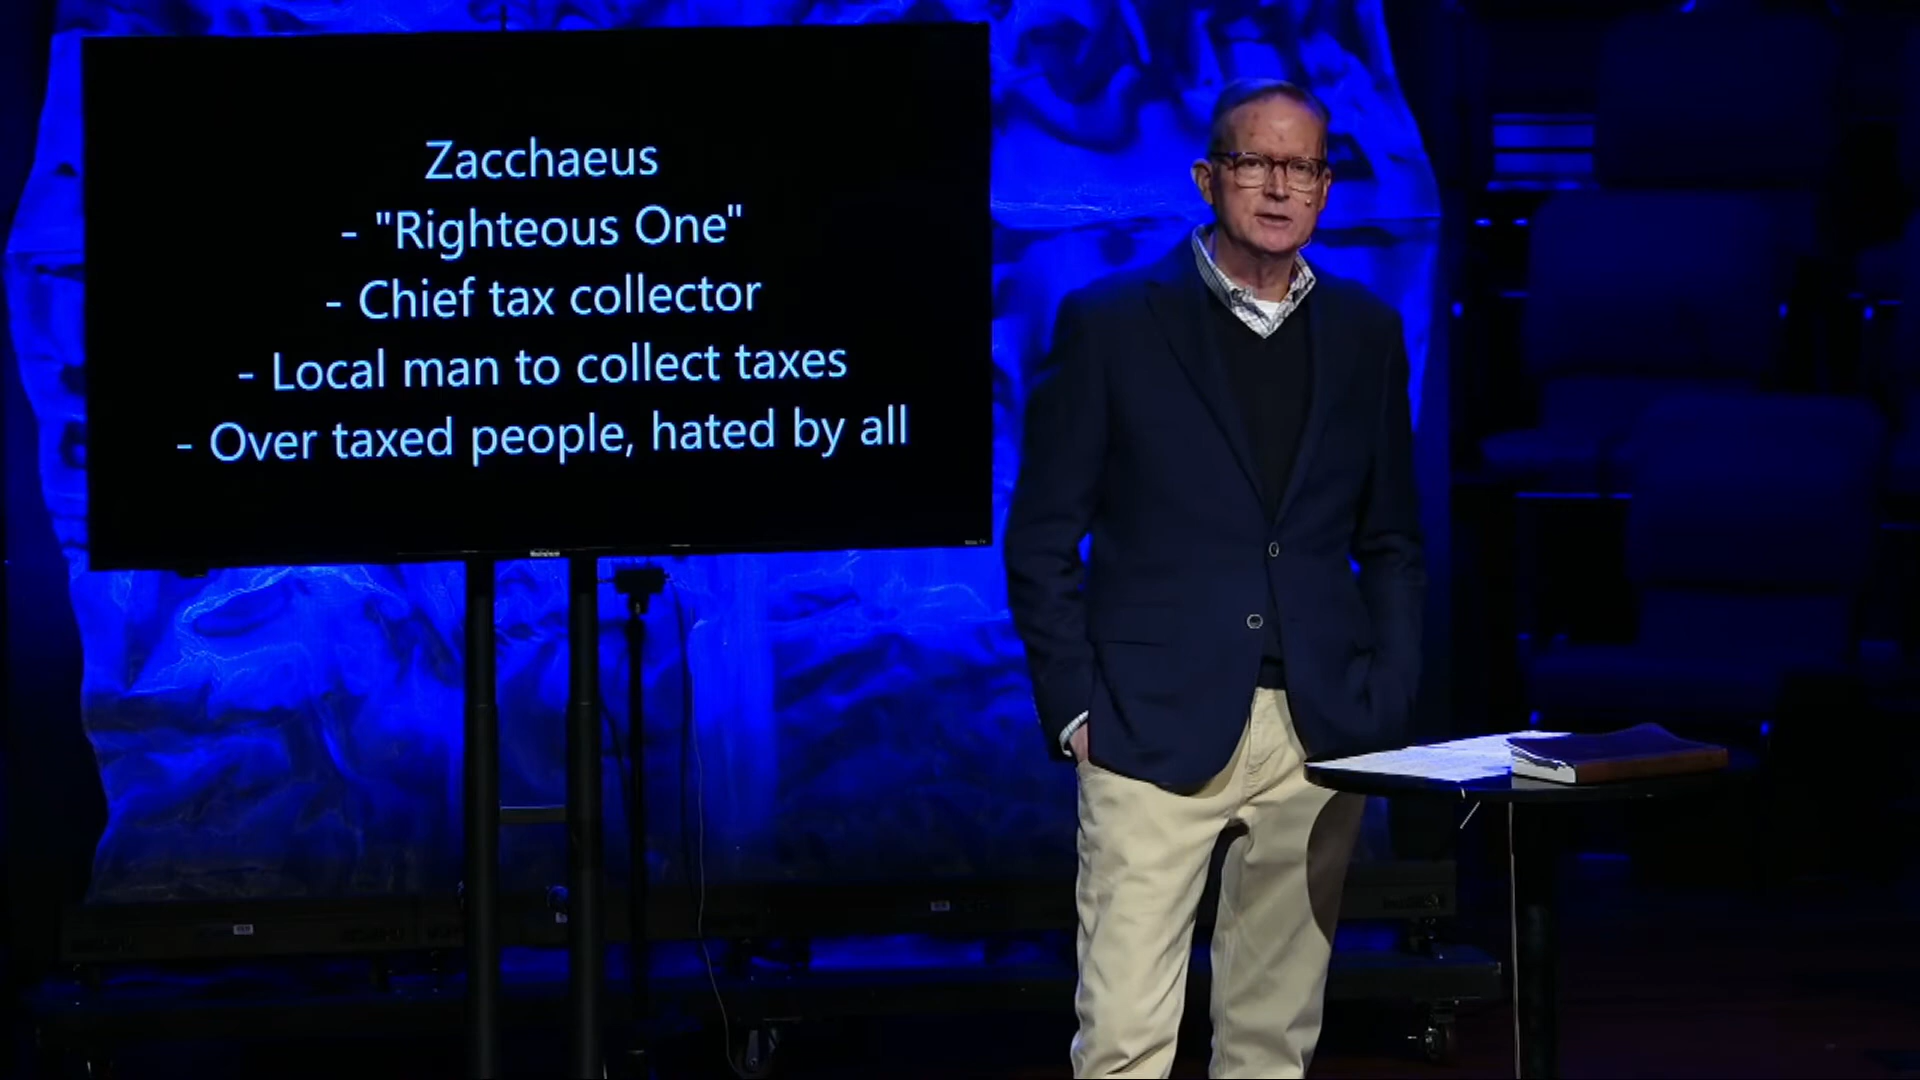 Zacchaeus
- "Righteous One"
- Chief tax collector
- Local man to collect taxes
- Over taxed people, hated by all